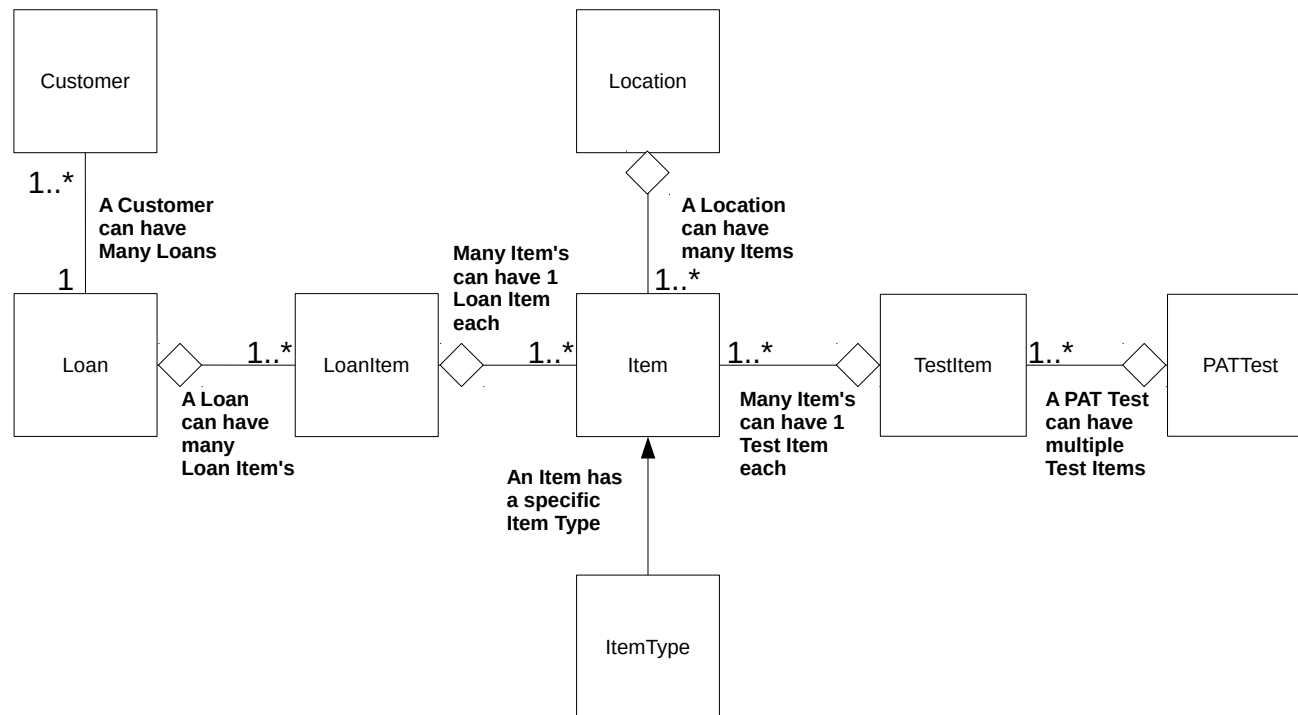 Customer
Location
1..*
A Customer
can have
Many Loans
1
A Location
can have
many Items
1..*
Many Item's
can have 1
Loan Item
each
Loan
1..*
LoanItem
1..*
Item
1..*
TestItem
1..*
PATTest
A Loan
can have
many
Loan Item's
Many Item's
can have 1
Test Item
each
A PAT Test
can have
multiple
Test Items
An Item has
a specific
Item Type
ItemType